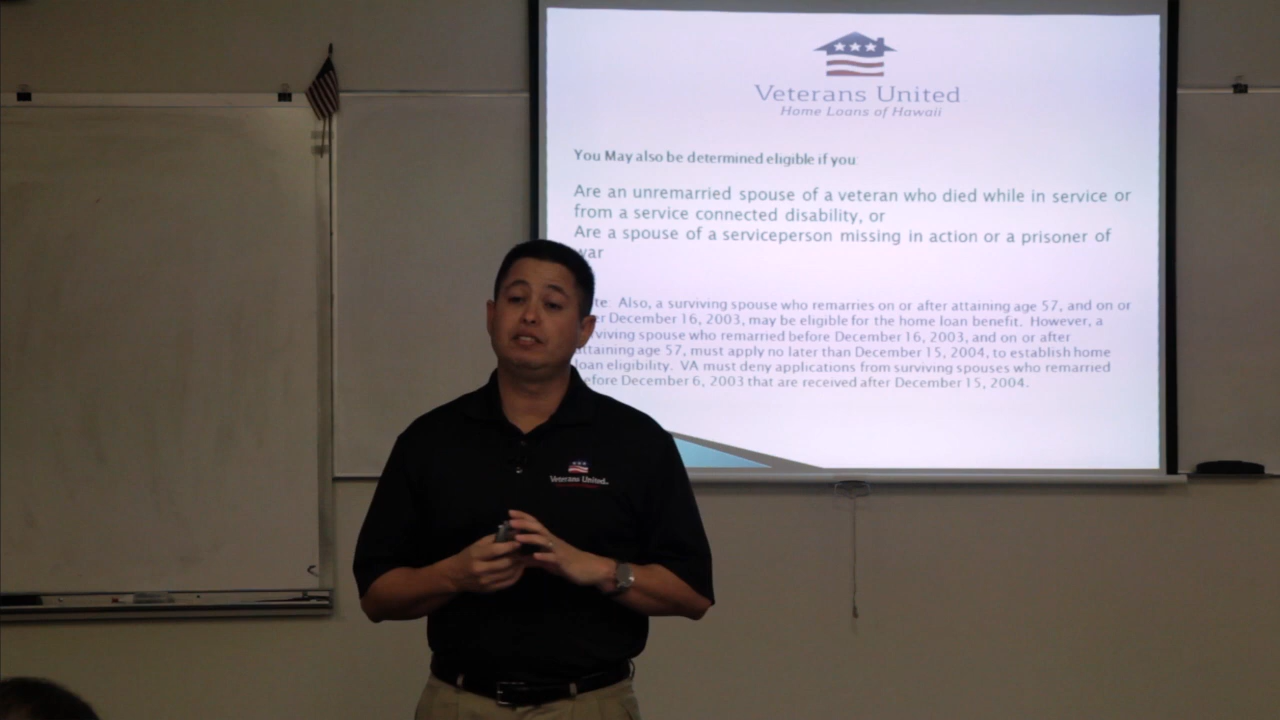 Veterans United
Home Loans of Hawaii
You May also be determined eligible if you:
Are an unremarried spouse of a veteran who died while in service or
from a service connected disability, or
Are a spouse of a serviceperson missing in action or a prisoner of
war
te: Also, a surviving spouse who remarries on or after attaining age 57, and on or
er December 16, 2003, may be eligible for the home loan benefit. However, a
rviving spouse who remarried before December 16, 2003, and on or after
attaining age 57, must apply no later than December 15, 2004, to establish home
loan eligibility. VA must deny applications from surviving spouses who remarried
efore December 6, 2003 that are received after December 15, 2004.
Veterans United.